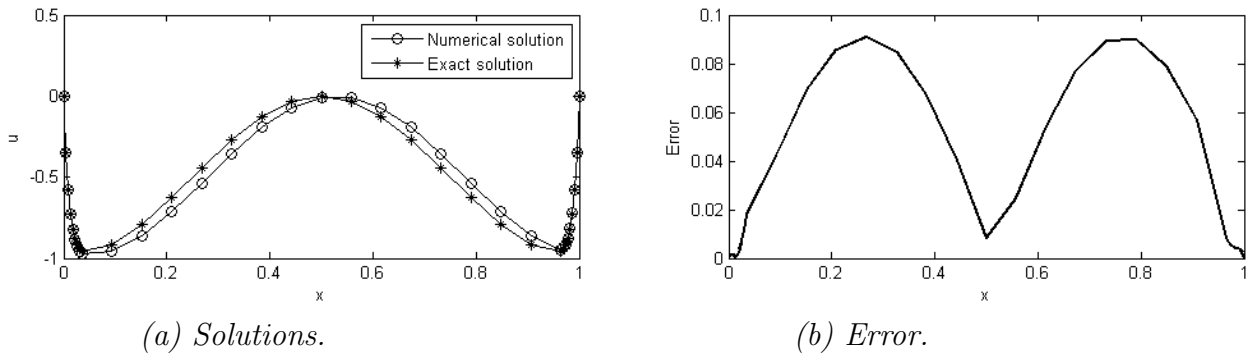 0.5
0
-0.5
-1
u
0
0.2
0.4
0.6
0.8
1
x
Numerical solution
Exact solution
(a) Solutions.
0.1
0.08
0.06
0.04
0.02
0
Error
0
0.2
0.4
0.6
0.8
1
x
(b) Error.